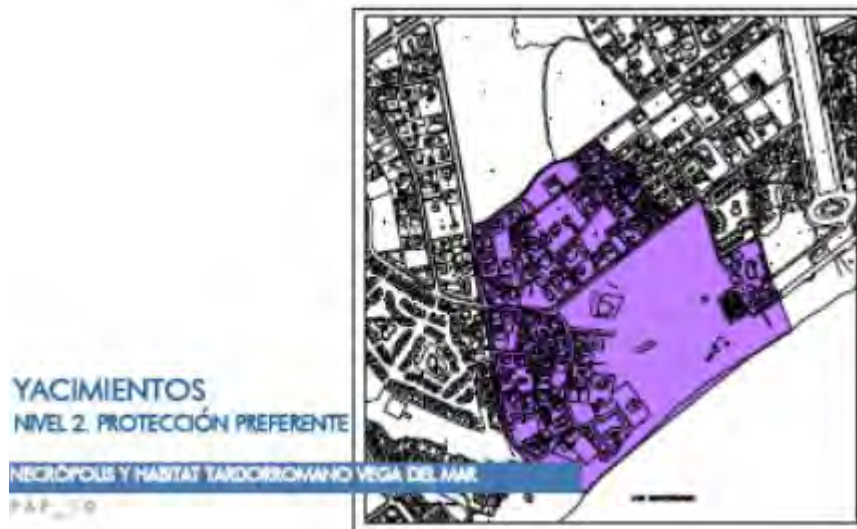 YACIMIENTOS
NIVEL 2. PROTECCIÓN PREFERENTE
NECRÓPOLIS Y HABITAT TARDORROMANO VEGA DEL MAR